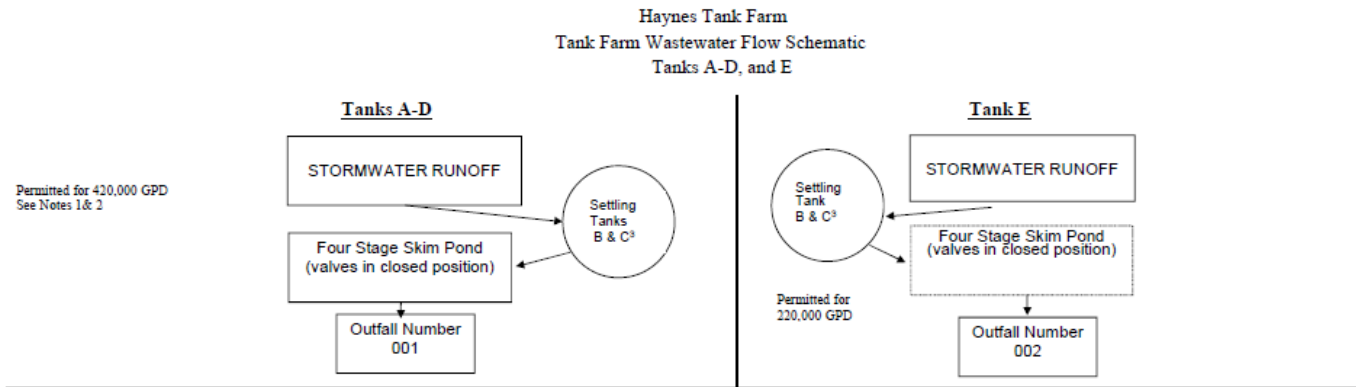 Haynes Tank Farm
Tank Farm Wastewater Flow Schematic
Tanks A-D, and E
Tanks A-D
STORMWATER RUNOFF
Permitted for 420,000 GPD
See Notes 1& 2
Settling
Tanks
B & C³
Four Stage Skim Pond
(valves in closed position)
Outfall Number
001
Tank E
STORMWATER RUNOFF
Settling
Tank
B & C³
Four Stage Skim Pond
(valves in closed position)
Permitted for
220,000 GPD
Outfall Number
002